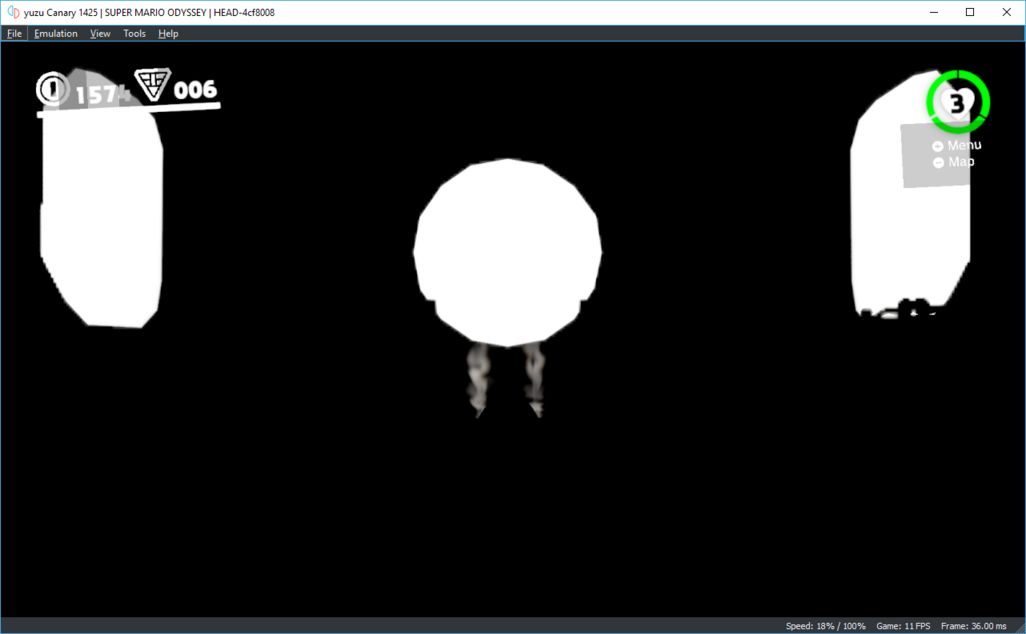 yuzu Canary 1425 | SUPER MARIO ODYSSEY | HEAD-4cf8008
File Emulation View Tools Help
1574 006
3
Menu
Map
Speed: 18% / 100% Game: 11 FPS Frame: 36.00 ms